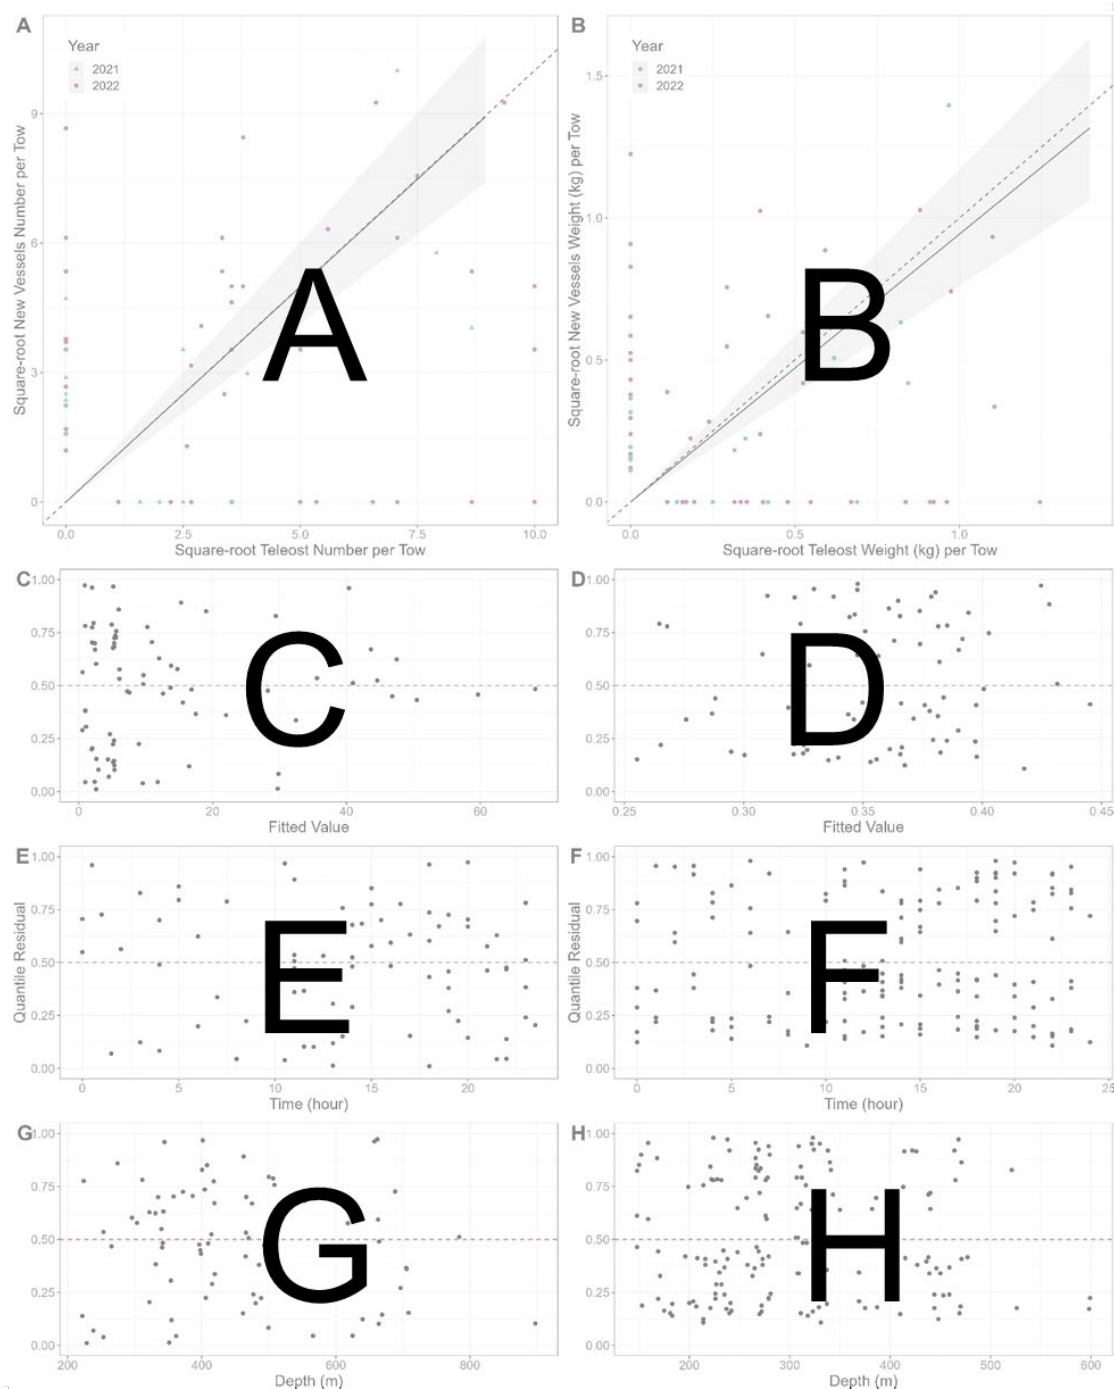 A
B
Year
2021
2022
Year
2021
2022
Square-root New Vessels Number per Tow
9
6
3
0
0.0 2.5 5.0 7.5 10.0
Square-root Teleost Number per Tow
A
Square-root New Vessels Weight (kg) per Tow
1.5
1.0
0.5
0.0
0.0 0.5 1.0
Square-root Teleost Weight (kg) per Tow
B
C
1.00
0.75
0.50
0.25
0.00
0 20 40 60
Fitted Value
C
D
1.00
0.75
0.50
0.25
0.00
0.25 0.30 0.35 0.40 0.45
Fitted Value
D
E
Quantile Residual
1.00
0.75
0.50
0.25
0.00
0 5 10 15 20
Time (hour)
E
F
Quantile Residual
1.00
0.75
0.50
0.25
0.00
0 5 10 15 20 25
Time (hour)
F
G
1.00
0.75
0.50
0.25
0.00
200 400 600 800
Depth (m)
G
H
1.00
0.75
0.50
0.25
0.00
200 300 400 500 600
Depth (m)
H